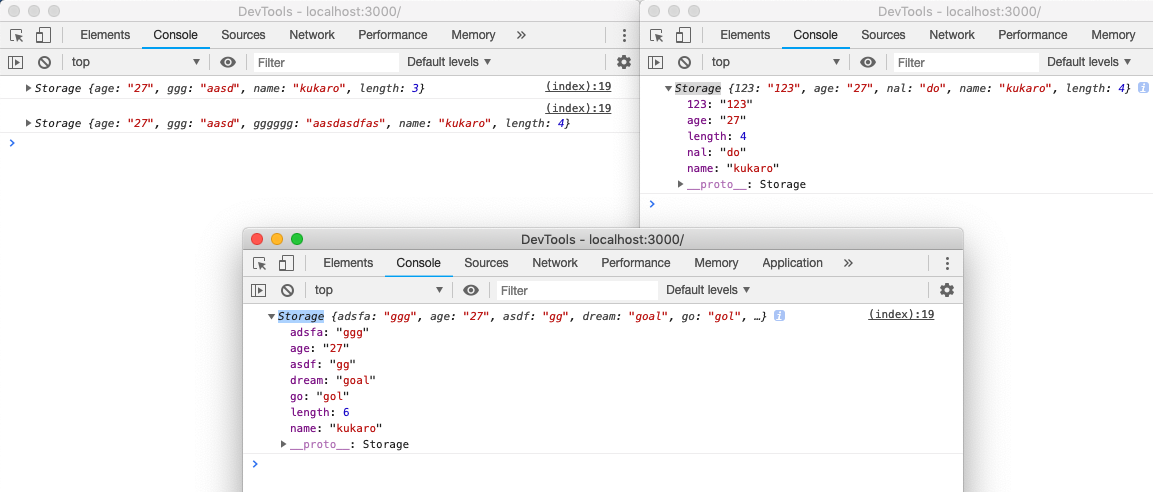 DevTools - localhost:3000/
Elements Console Sources Network Performance Memory »
top ▼ Filter Default levels ▼
Storage {age: "27", ggg: "aasd", name: "kukaro", length: 3} (index):19
(index):19
Storage {age: "27", ggg: "aasd", gggggg: "aasdasdfas", name: "kukaro", length: 4}
>
DevTools - localhost:3000/
Elements Console Sources Network Performance Memory
top ▼ Filter Default levels ▼
▼Storage {123: "123", age: "27", nal: "do", name: "kukaro", length: 4} i
123: "123"
age: "27"
length: 4
nal: "do"
name: "kukaro"
__proto__: Storage
>
DevTools - localhost:3000/
Elements Console Sources Network Performance Memory Application »
top ▼ Filter Default levels ▼
▼Storage {adsfa: "ggg", age: "27", asdf: "gg", dream: "goal", go: "gol", …} i (index):19
adsfa: "ggg"
age: "27"
asdf: "gg"
dream: "goal"
go: "gol"
length: 6
name: "kukaro"
__proto__: Storage
>